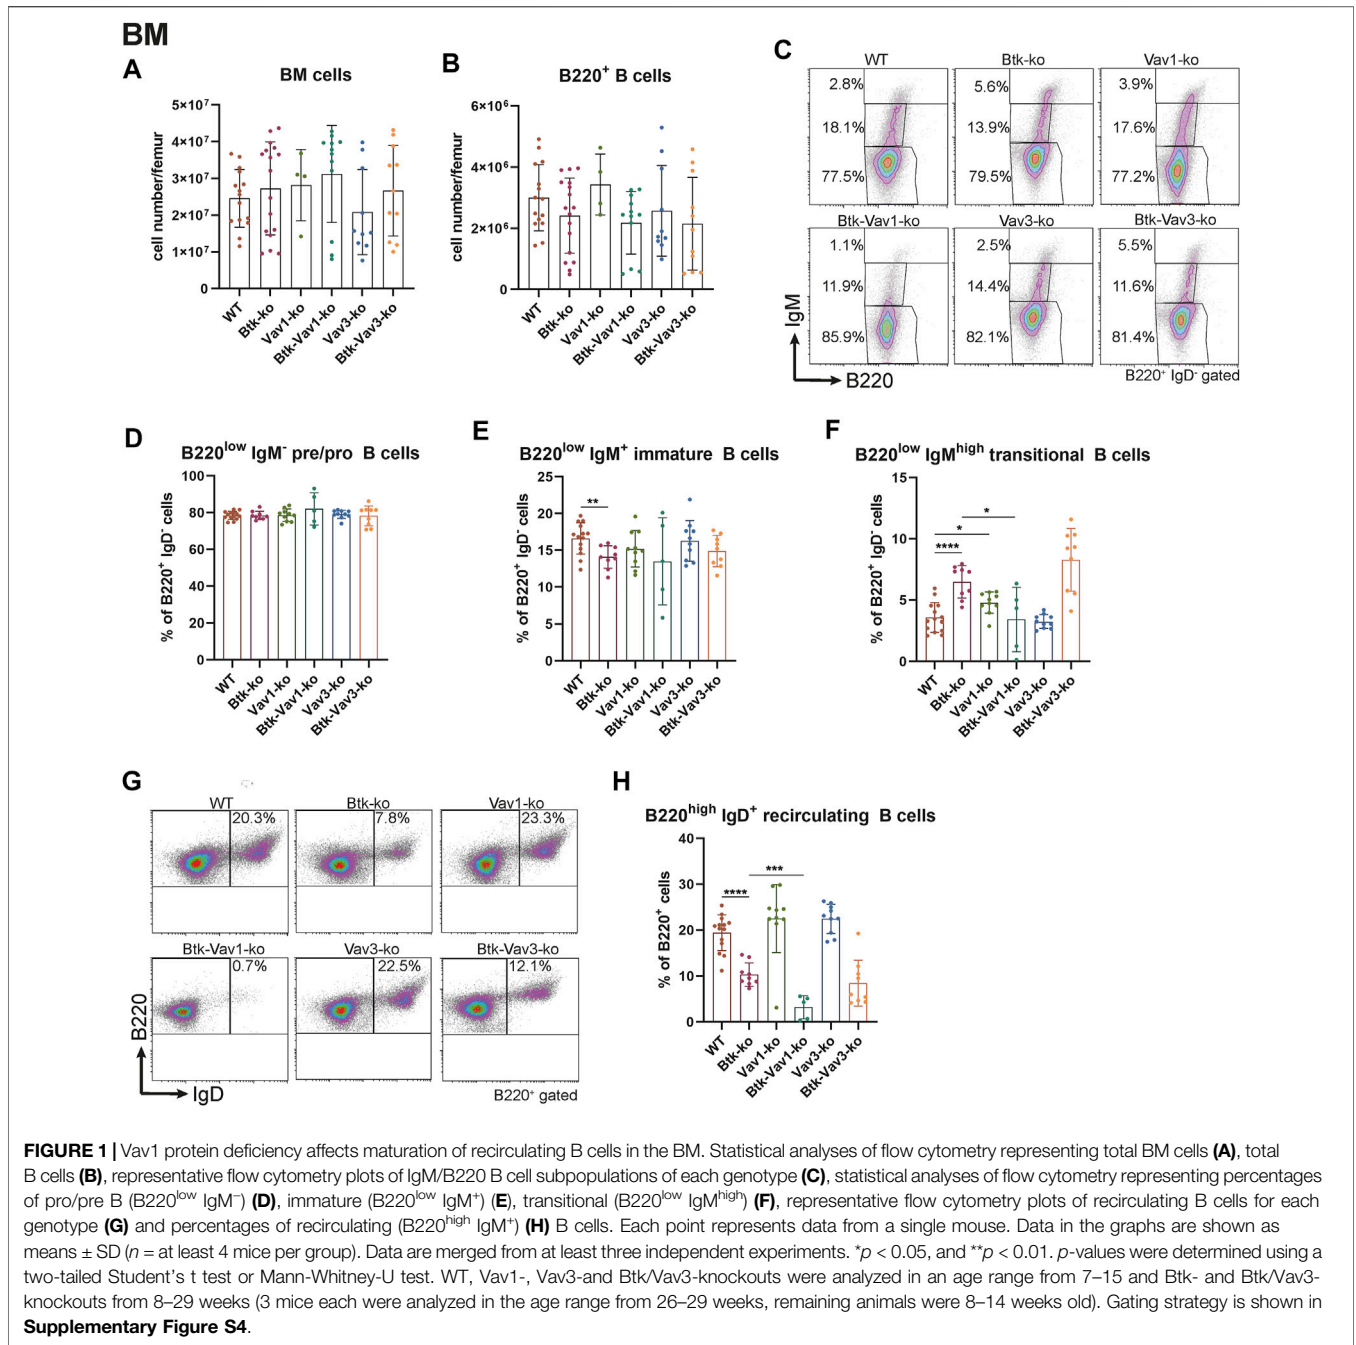 BM
A
BM cells
cell number/femur
5×10⁷
4×10⁷
3×10⁷
2×10⁷
1×10⁷
0
WT
Btk-ko
Vav1-ko
Btk-Vav1-ko
Vav3-ko
Btk-Vav3-ko
B
B220⁺ B cells
cell number/femur
6×10⁶
4×10⁶
2×10⁶
0
WT
Btk-ko
Vav1-ko
Btk-Vav1-ko
Vav3-ko
Btk-Vav3-ko
C
WT
Btk-ko
Vav1-ko
2.8%
5.6%
3.9%
18.1%
13.9%
17.6%
77.5%
79.5%
77.2%
Btk-Vav1-ko
Vav3-ko
Btk-Vav3-ko
1.1%
2.5%
5.5%
11.9%
14.4%
11.6%
85.9%
82.1%
81.4%
IgM
B220
B220⁺ IgD⁻ gated
D
B220ˡᵒʷ IgM⁻ pre/pro B cells
% of B220⁺ IgD⁻ cells
100
80
60
40
20
0
WT
Btk-ko
Vav1-ko
Btk-Vav1-ko
Vav3-ko
Btk-Vav3-ko
E
B220ˡᵒʷ IgM⁺ immature B cells
% of B220⁺ IgD⁻ cells
25
20
15
10
5
0
**
WT
Btk-ko
Vav1-ko
Btk-Vav1-ko
Vav3-ko
Btk-Vav3-ko
F
B220ˡᵒʷ IgMʰⁱᵍʰ transitional B cells
% of B220⁺ IgD⁻ cells
15
10
5
0
*
*
****
WT
Btk-ko
Vav1-ko
Btk-Vav1-ko
Vav3-ko
Btk-Vav3-ko
G
WT
Btk-ko
Vav1-ko
20.3%
7.8%
23.3%
Btk-Vav1-ko
Vav3-ko
Btk-Vav3-ko
0.7%
22.5%
12.1%
B220
IgD
B220⁺ gated
H
B220ʰⁱᵍʰ IgD⁺ recirculating B cells
% of B220⁺ cells
40
30
20
10
0
***
****
WT
Btk-ko
Vav1-ko
Btk-Vav1-ko
Vav3-ko
Btk-Vav3-ko
FIGURE 1 | Vav1 protein deficiency affects maturation of recirculating B cells in the BM. Statistical analyses of flow cytometry representing total BM cells (A), total
B cells (B), representative flow cytometry plots of IgM/B220 B cell subpopulations of each genotype (C), statistical analyses of flow cytometry representing percentages
of pro/pre B (B220ˡᵒʷ IgM⁻) (D), immature (B220ˡᵒʷ IgM⁺) (E), transitional (B220ˡᵒʷ IgMʰⁱᵍʰ) (F), representative flow cytometry plots of recirculating B cells for each
genotype (G) and percentages of recirculating (B220ʰⁱᵍʰ IgM⁺) (H) B cells. Each point represents data from a single mouse. Data in the graphs are shown as
means ± SD (n = at least 4 mice per group). Data are merged from at least three independent experiments. *p < 0.05, and **p < 0.01. p-values were determined using a
two-tailed Student’s t test or Mann-Whitney-U test. WT, Vav1-, Vav3-and Btk/Vav3-knockouts were analyzed in an age range from 7–15 and Btk- and Btk/Vav3-
knockouts from 8–29 weeks (3 mice each were analyzed in the age range from 26–29 weeks, remaining animals were 8–14 weeks old). Gating strategy is shown in
Supplementary Figure S4.